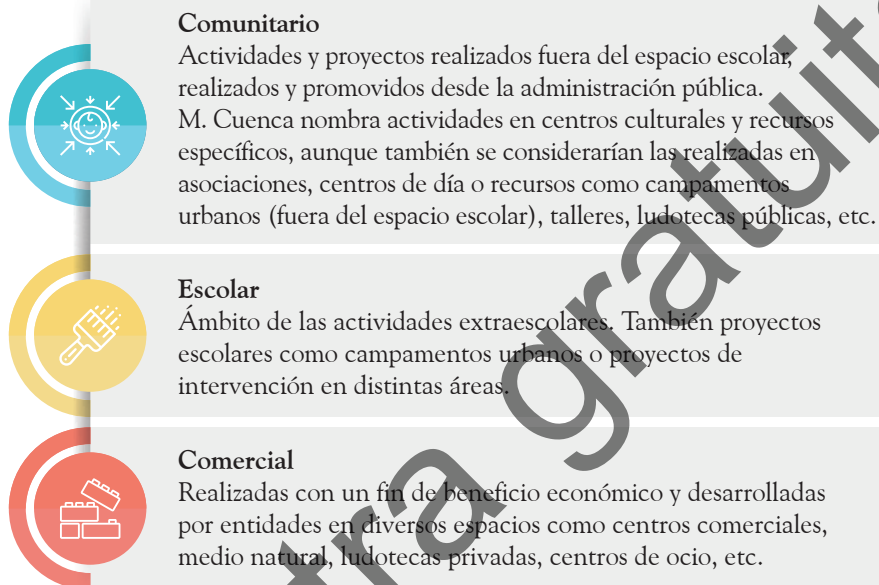 Comunitario
Actividades y proyectos realizados fuera del espacio escolar,
realizados y promovidos desde la administración pública.
M. Cuenca nombra actividades en centros culturales y recursos
específicos, aunque también se considerarían las realizadas en
asociaciones, centros de día o recursos como campamentos
urbanos (fuera del espacio escolar), talleres, ludotecas públicas, etc.
Escolar
Ámbito de las actividades extraescolares. También proyectos
escolares como campamentos urbanos o proyectos de
intervención en distintas áreas.
Comercial
Realizadas con un fin de beneficio económico y desarrolladas
por entidades en diversos espacios como centros comerciales,
medio natural, ludotecas privadas, centros de ocio, etc.
tra gratuit